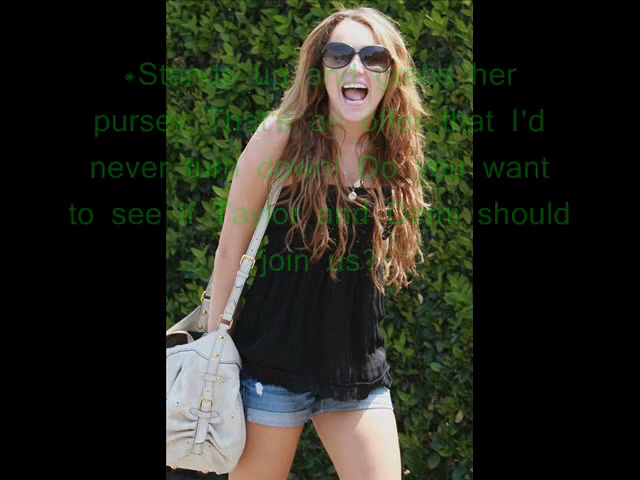 *Stands up and grabs her
purse* That's an offer that I'd
never turn down! Do you want
to see if Taylor and Demi should
join us?